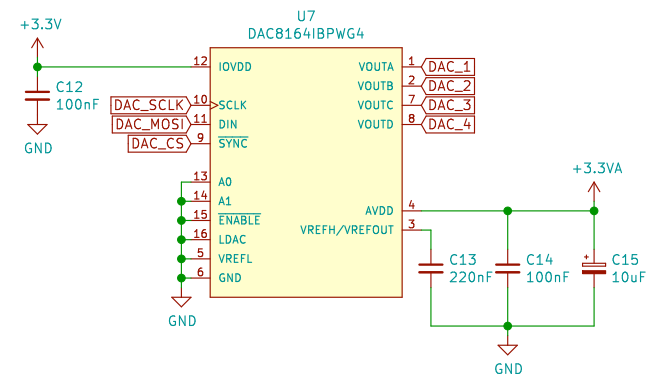 U7
DAC8164IBPWG4
+3.3V
C12
100nF
GND
12 IOVDD
DAC_SCLK 10 SCLK
DAC_MOSI 11 DIN
DAC_CS 9 SYNC
13 A0
14 A1
15 ENABLE
16 LDAC
5 VREFL
6 GND
GND
VOUTA 1 DAC_1
VOUTB 2 DAC_2
VOUTC 7 DAC_3
VOUTD 8 DAC_4
+3.3VA
AVDD 4
VREFH/VREFOUT 3
C13
220nF
C14
100nF
+
C15
10uF
GND